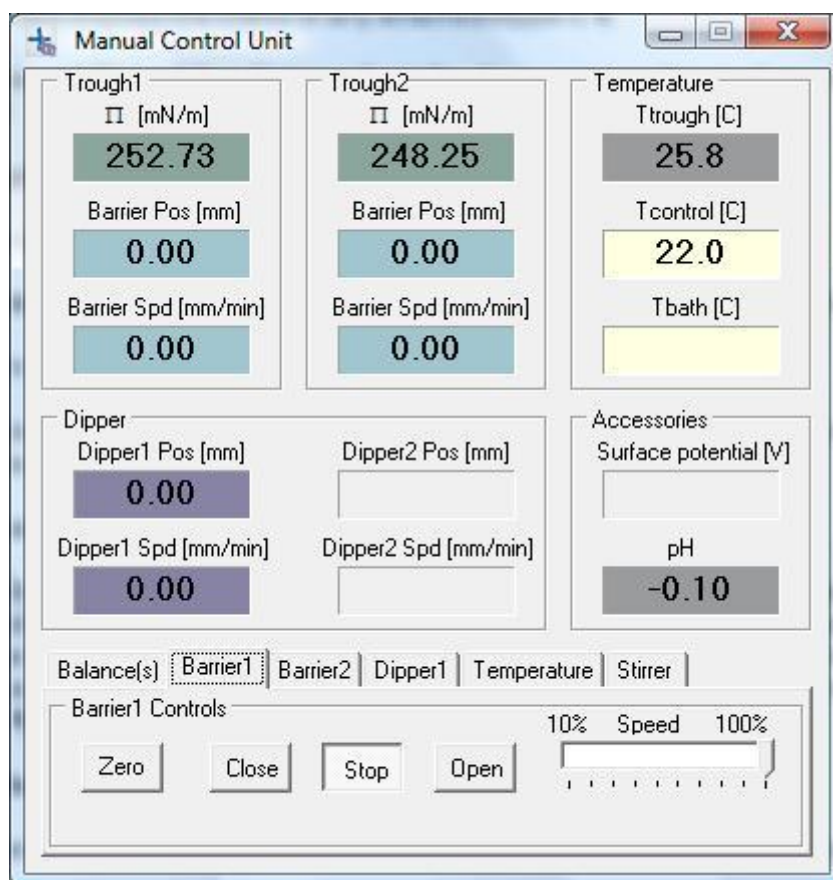 Manual Control Unit
Trough1 Trough2 Temperature
Π [mN/m] Π [mN/m] Ttrough [C]
252.73 248.25 25.8
Barrier Pos [mm] Barrier Pos [mm] Tcontrol [C]
0.00 0.00 22.0
Barrier Spd [mm/min] Barrier Spd [mm/min] Tbath [C]
0.00 0.00
Dipper Accessories
Dipper1 Pos [mm] Dipper2 Pos [mm] Surface potential [V]
0.00
Dipper1 Spd [mm/min] Dipper2 Spd [mm/min] pH
0.00 -0.10
Balance(s) Barrier1 Barrier2 Dipper1 Temperature Stirrer
Barrier1 Controls
10% Speed 100%
Zero Close Stop Open